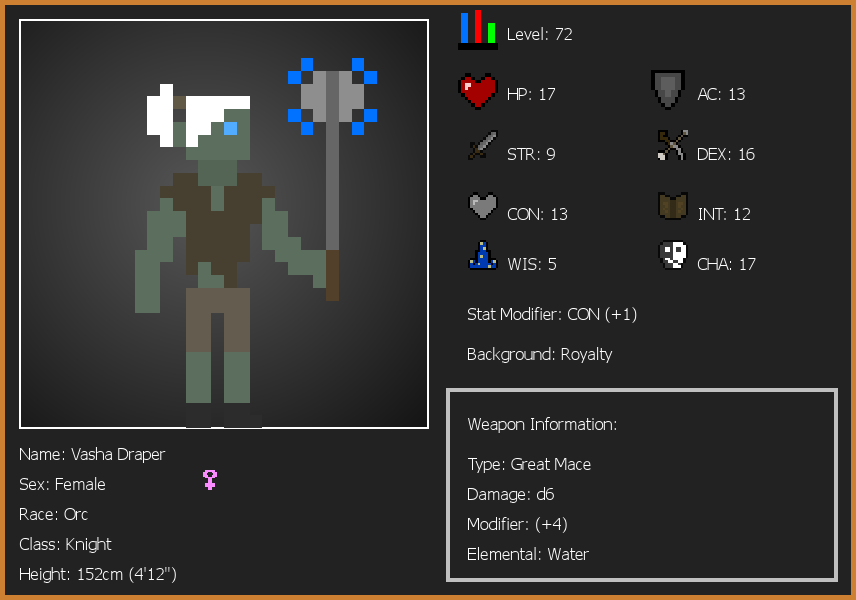 Level: 72
HP: 17
AC: 13
STR: 9
DEX: 16
CON: 13
INT: 12
WIS: 5
CHA: 17
Stat Modifier: CON (+1)
Background: Royalty
Weapon Information:
Type: Great Mace
Damage: d6
Modifier: (+4)
Elemental: Water
Name: Vasha Draper
Sex: Female
Race: Orc
Class: Knight
Height: 152cm (4'12")